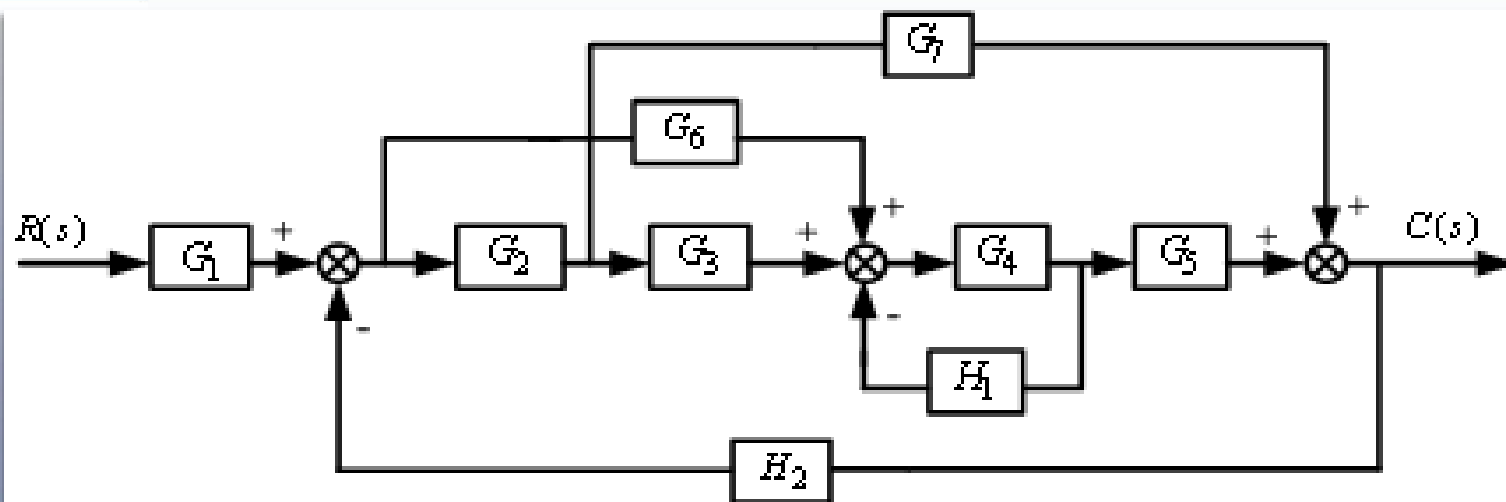 G₇
G₆
R(s) G₁ + G₂ G₃ + + G₄ G₅ + + C(s)
- -
H₁
H₂